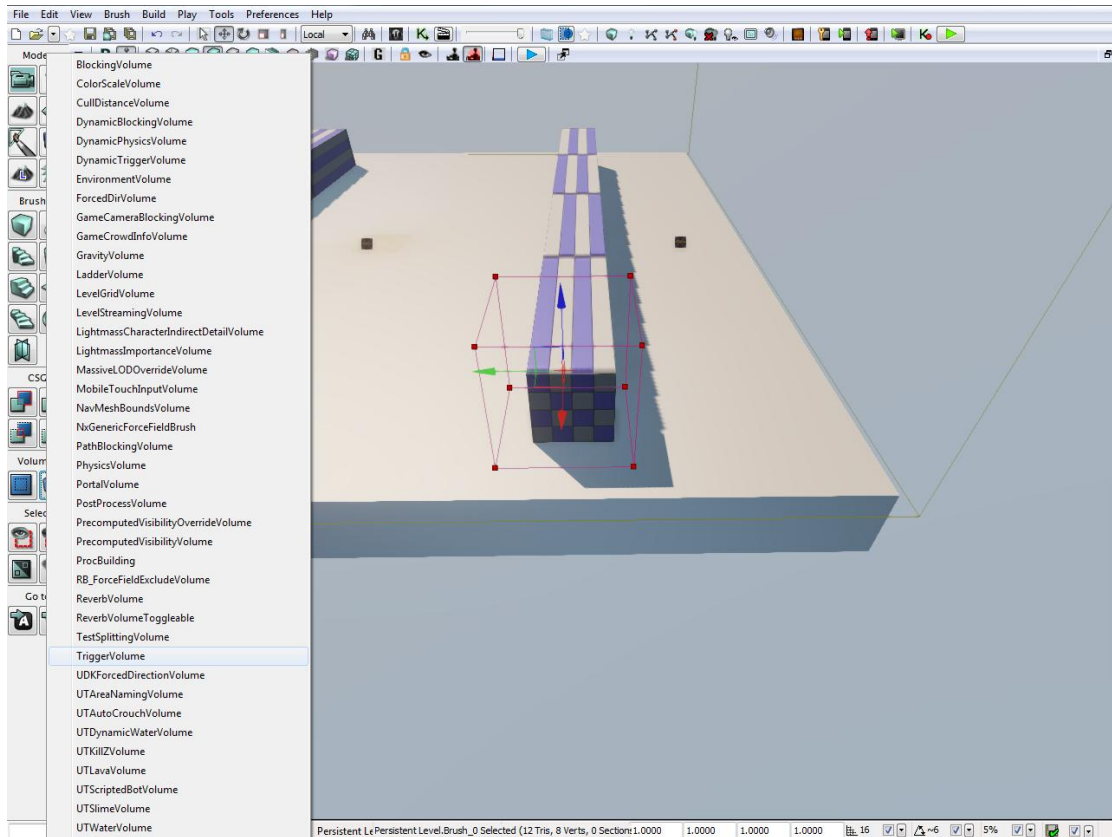 File Edit View Brush Build Play Tools Preferences Help
Local
Mode
BlockingVolume
ColorScaleVolume
CullDistanceVolume
DynamicBlockingVolume
DynamicPhysicsVolume
DynamicTriggerVolume
EnvironmentVolume
ForcedDirVolume
GameCameraBlockingVolume
GameCrowdInfoVolume
GravityVolume
LadderVolume
LevelGridVolume
LevelStreamingVolume
LightmassCharacterIndirectDetailVolume
LightmassImportanceVolume
MassiveLODOverrideVolume
MobileTouchInputVolume
NavMeshBoundsVolume
NxGenericForceFieldBrush
PathBlockingVolume
PhysicsVolume
PortalVolume
PostProcessVolume
PrecomputedVisibilityOverrideVolume
PrecomputedVisibilityVolume
ProcBuilding
RB_ForceFieldExcludeVolume
ReverbVolume
ReverbVolumeToggleable
TestSplittingVolume
TriggerVolume
UDKForcedDirectionVolume
UTAreaNamingVolume
UTAutoCrouchVolume
UTDynamicWaterVolume
UTKillZVolume
UTLavaVolume
UTScriptedBotVolume
UTSlimeVolume
UTWaterVolume
Brush
CSG
Volum
Selec
Go to
Persistent Le Persistent Level.Brush_0 Selected (12 Tris, 8 Verts, 0 Section: 1.0000 1.0000 1.0000 1.0000 16 ~6 5%